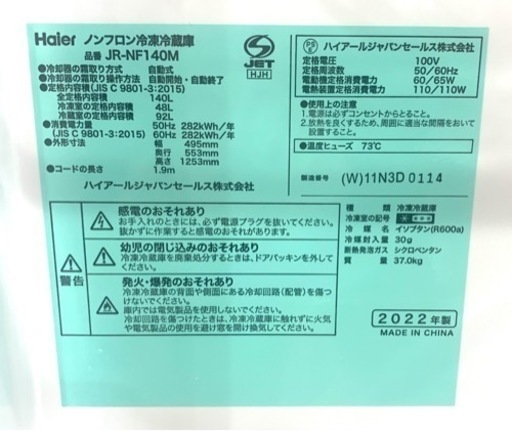 Haier ノンフロン冷凍冷蔵庫
品番 JR-NF140M
●冷却器の霜取り方式 自動式
●冷却器の霜取り操作方法 自動開始・自動終了
●定格内容積(JIS C 9801-3:2015)
全定格内容積 140L
冷凍室の定格内容積 48L
冷蔵室の定格内容積 92L
●消費電力量 50Hz 282kWh/年
(JIS C 9801-3:2015) 60Hz 282kWh/年
●外形寸法 幅 495mm
奥行 553mm
高さ 1253mm
●コードの長さ 1.9m
ハイアールジャパンセールス株式会社
S
JET
HJH
PS
E
ハイアールジャパンセールス株式会社
定格電圧 100V
定格周波数 50/60Hz
電動機定格消費電力 60/65W
電熱装置定格消費電力 110/110W
●使用上の注意
1.電源は必ずコンセントからとること。
2.放熱を良くするため、周囲に適当な間隔をおいて
設置すること。
●温度ヒューズ 73℃
製造番号 (W)11N3D0114
警告
感電のおそれあり
お手入れのときには、必ず電源プラグを抜いてください。
抜かずに作業すると感電のおそれがあります。
幼児の閉じ込めのおそれあり
冷凍冷蔵庫を廃棄処分するときは、ドアパッキンを外してください。
発火・爆発のおそれあり
冷凍冷蔵庫の背面や側面にある冷却回路(配管)を傷つ
けないでください。
庫内では電気製品を使用しないでください。
冷却回路を傷つけたときは、冷凍冷蔵庫に触れずに火気
や電気製品の使用を避け窓を開け換気してください。
種類 冷凍冷蔵庫
冷凍室の記号
冷媒 イソブタン(R600a)
冷媒封入量 30g
断熱発泡ガス シクロペンタン
質量 37.0kg
2022年製
MADE IN CHINA